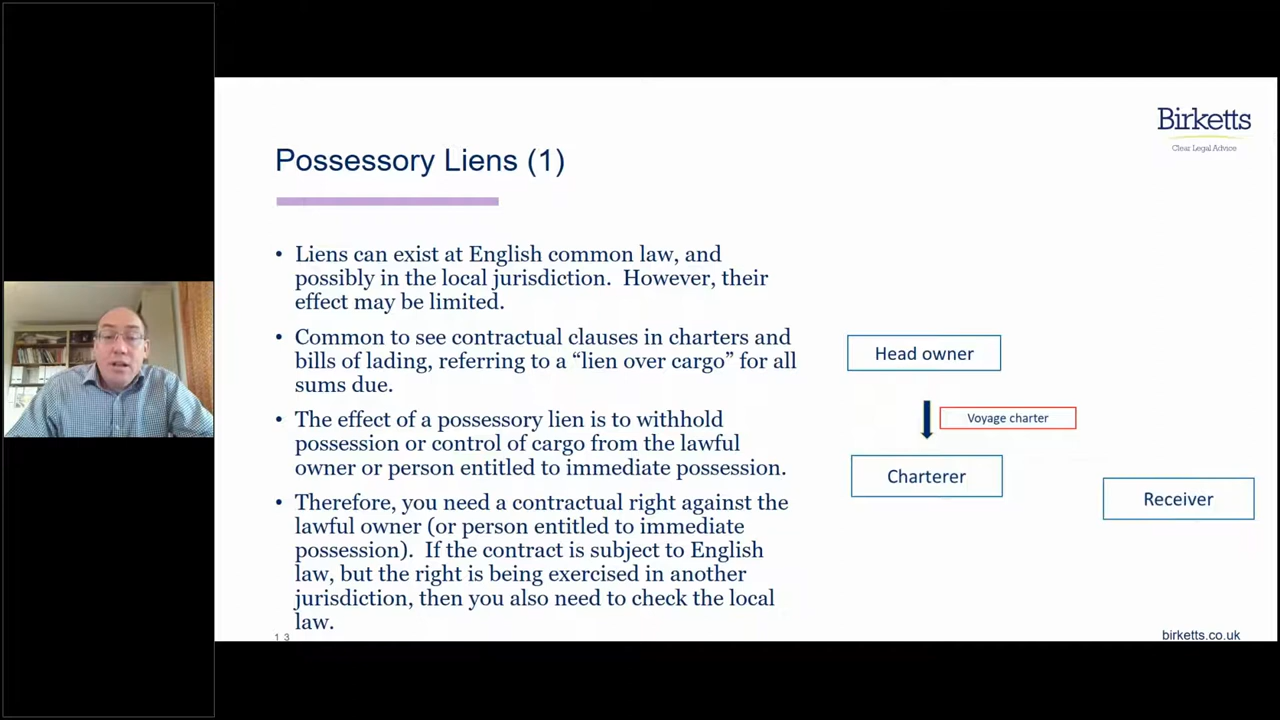 Birketts
Clear Legal Advice
Possessory Liens (1)
• Liens can exist at English common law, and
possibly in the local jurisdiction.  However, their
effect may be limited.
• Common to see contractual clauses in charters and
bills of lading, referring to a “lien over cargo” for all
sums due.
• The effect of a possessory lien is to withhold
possession or control of cargo from the lawful
owner or person entitled to immediate possession.
• Therefore, you need a contractual right against the
lawful owner (or person entitled to immediate
possession).  If the contract is subject to English
law, but the right is being exercised in another
jurisdiction, then you also need to check the local
law.
Head owner
Voyage charter
Charterer
Receiver
13
birketts.co.uk